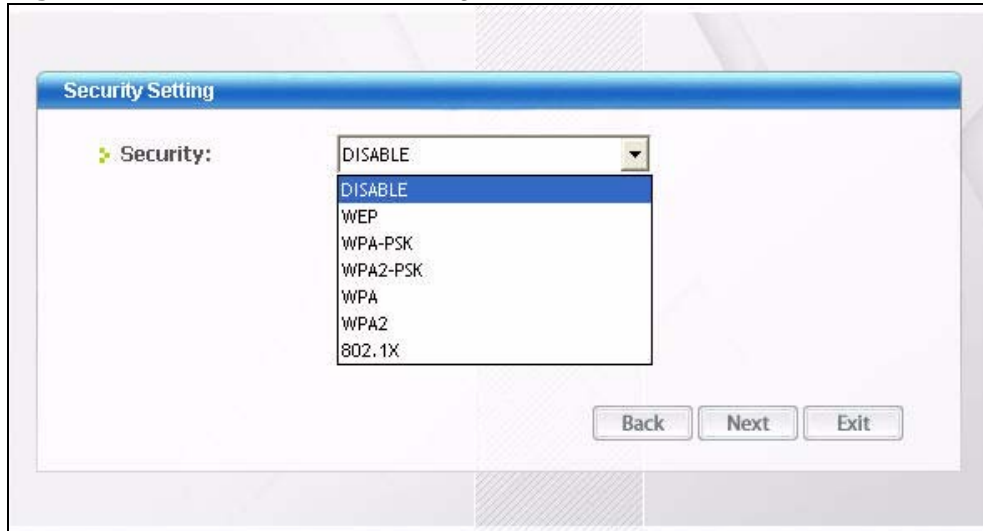 Security Setting
Security: DISABLE
DISABLE
WEP
WPA-PSK
WPA2-PSK
WPA
WPA2
802.1X
Back Next Exit